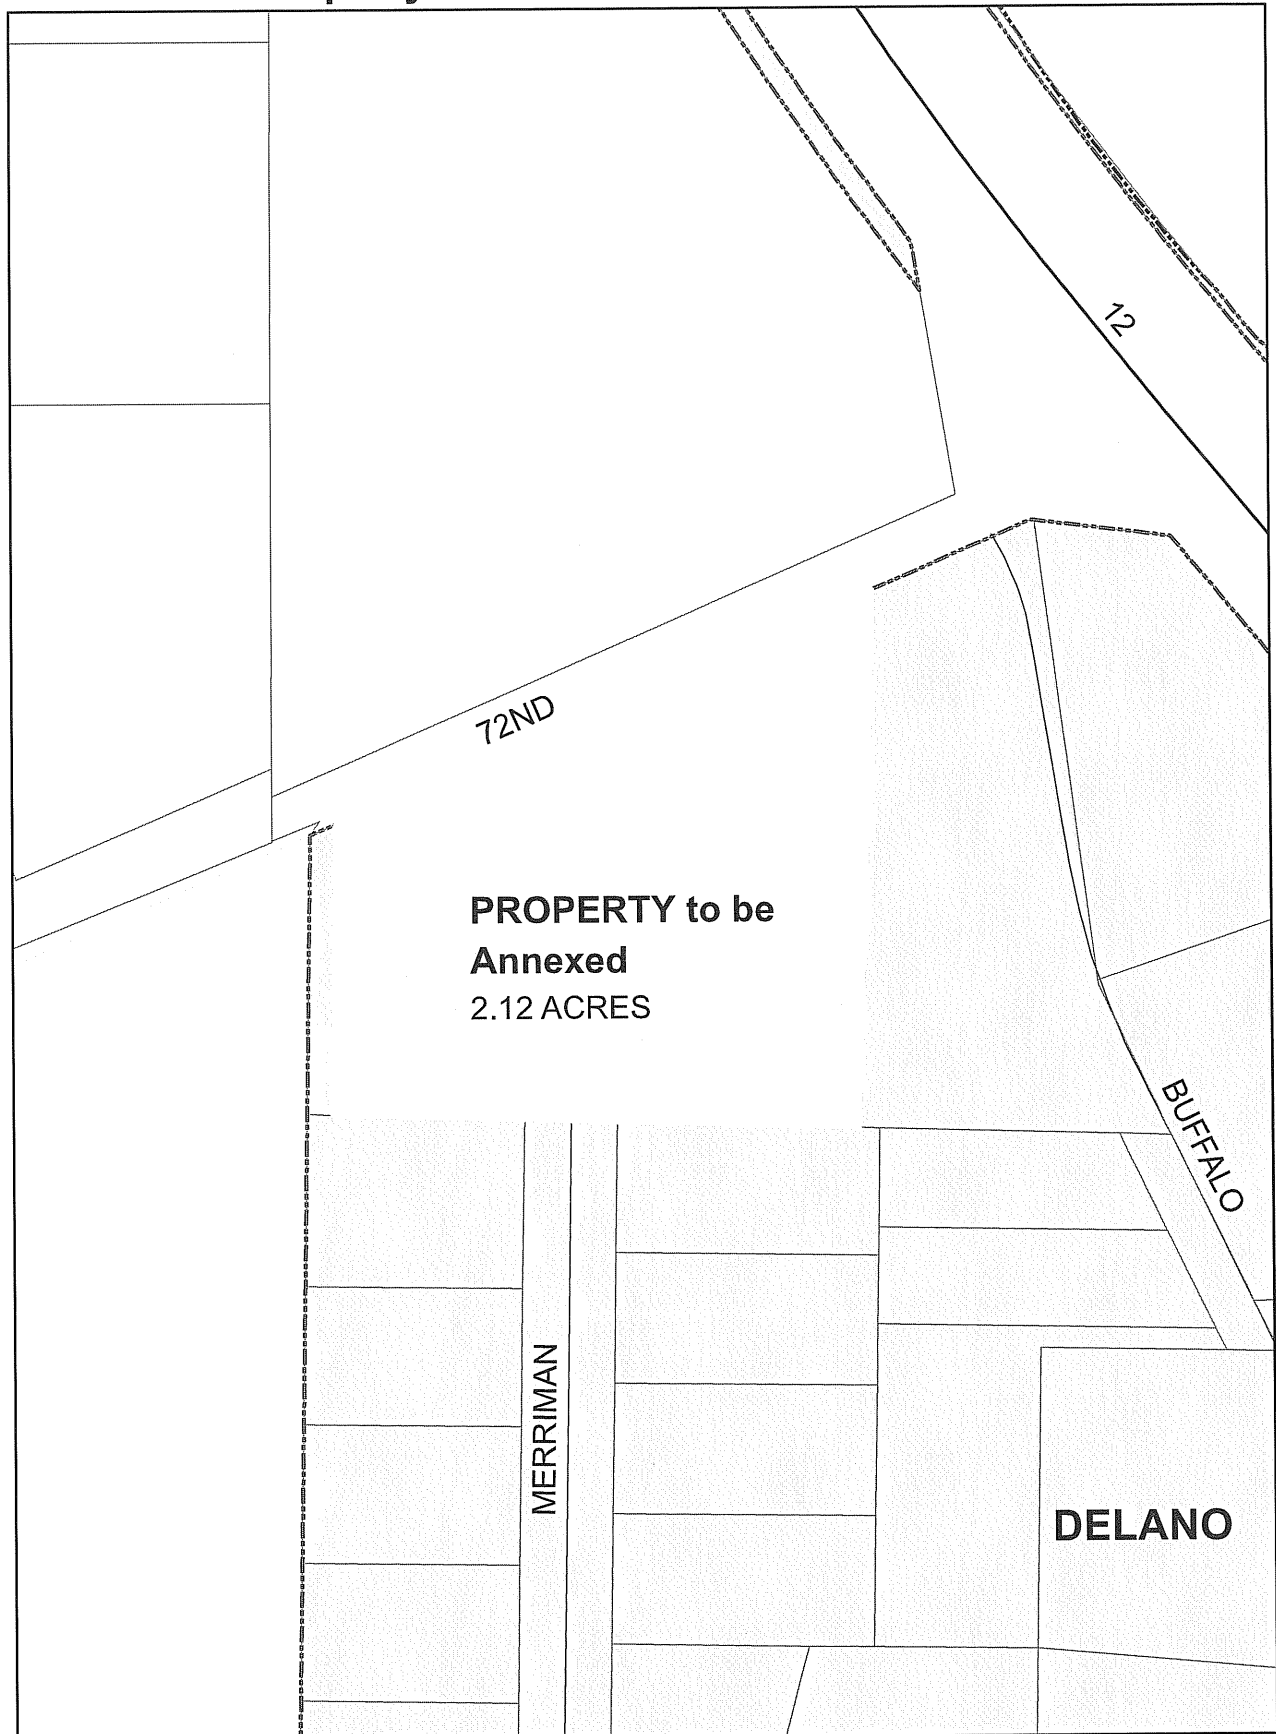 12
72ND
PROPERTY to be
Annexed
2.12 ACRES
BUFFALO
MERRIMAN
DELANO